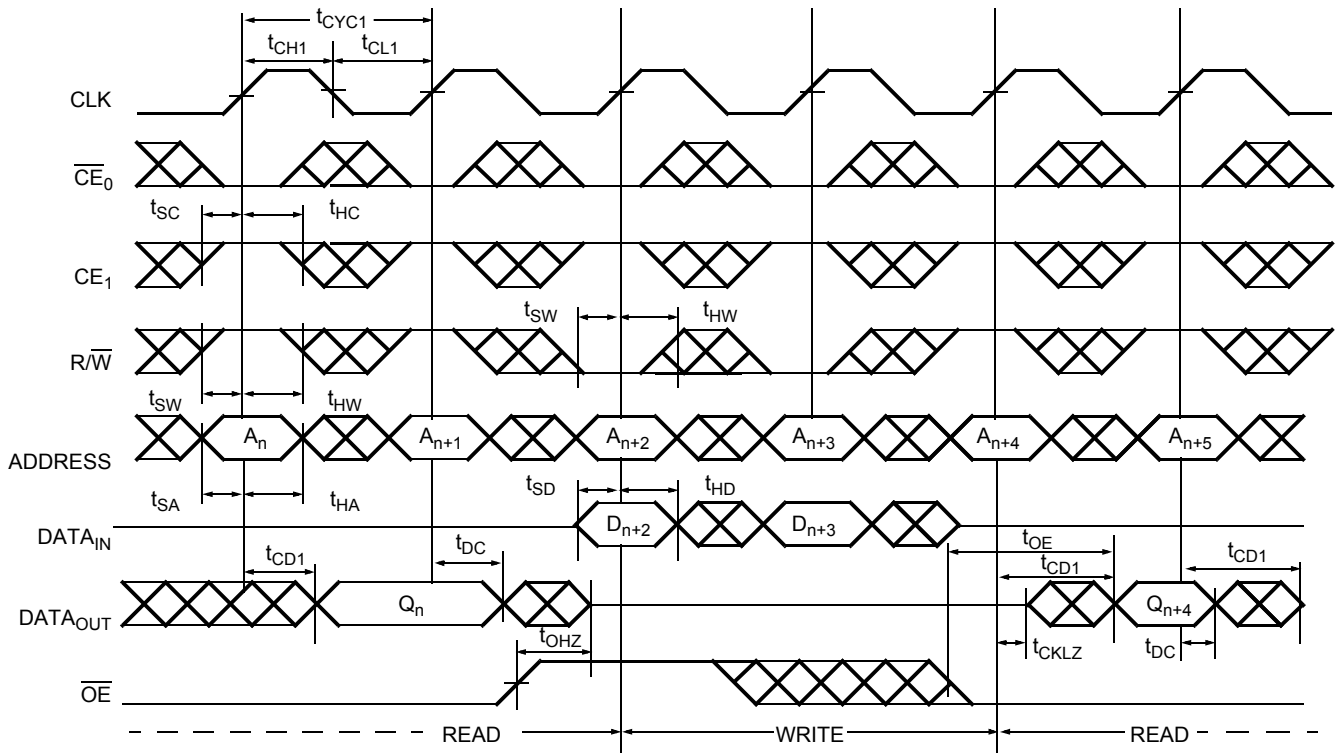 tCYC1
tCH1 tCL1
CLK
CE0
tSC tHC
CE1
tSW tHW
R/W
tSW tHW
An An+1 An+2 An+3 An+4 An+5
ADDRESS
tSA tHA tSD tHD
DATAIN Dn+2 Dn+3
tCD1 tDC tOE tCD1 tCD1
DATAOUT Qn Qn+4
tOHZ tCKLZ tDC
OE
READ WRITE READ